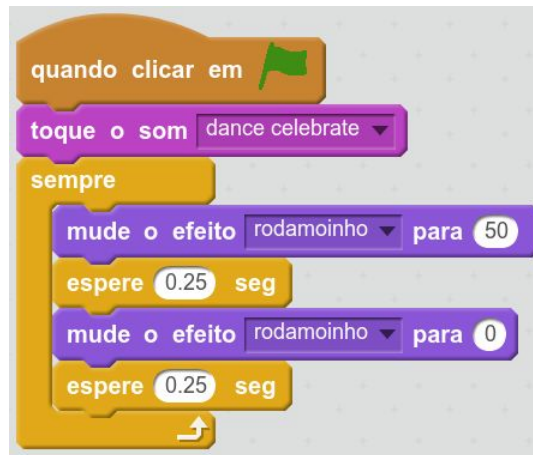 quando clicar em
toque o som dance celebrate
sempre
mude o efeito rodamoinho para 50
espere 0.25 seg
mude o efeito rodamoinho para 0
espere 0.25 seg